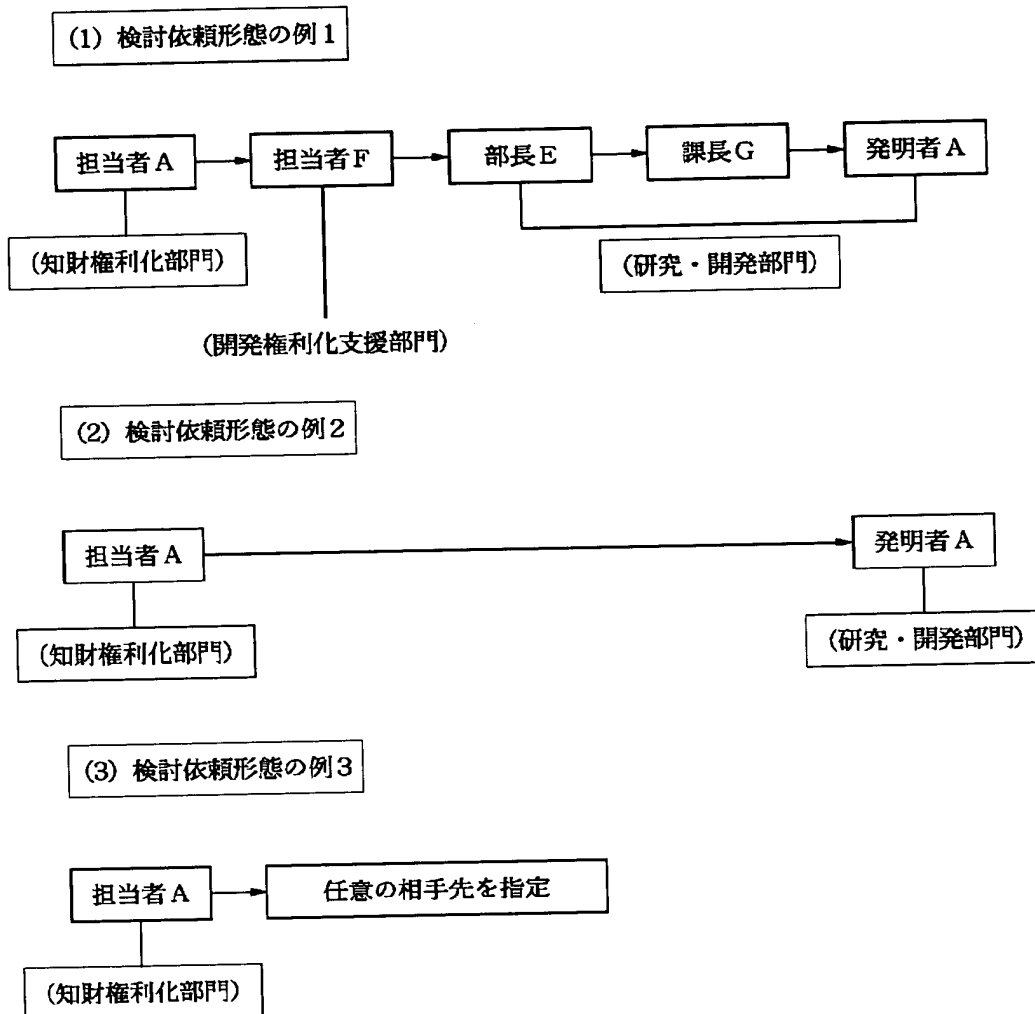 (1) 検討依頼形態の例1
担当者A
担当者F
部長E
課長G
発明者A
(知財権利化部門)
(研究・開発部門)
(開発権利化支援部門)
(2) 検討依頼形態の例2
担当者A
発明者A
(知財権利化部門)
(研究・開発部門)
(3) 検討依頼形態の例3
担当者A
任意の相手先を指定
(知財権利化部門)